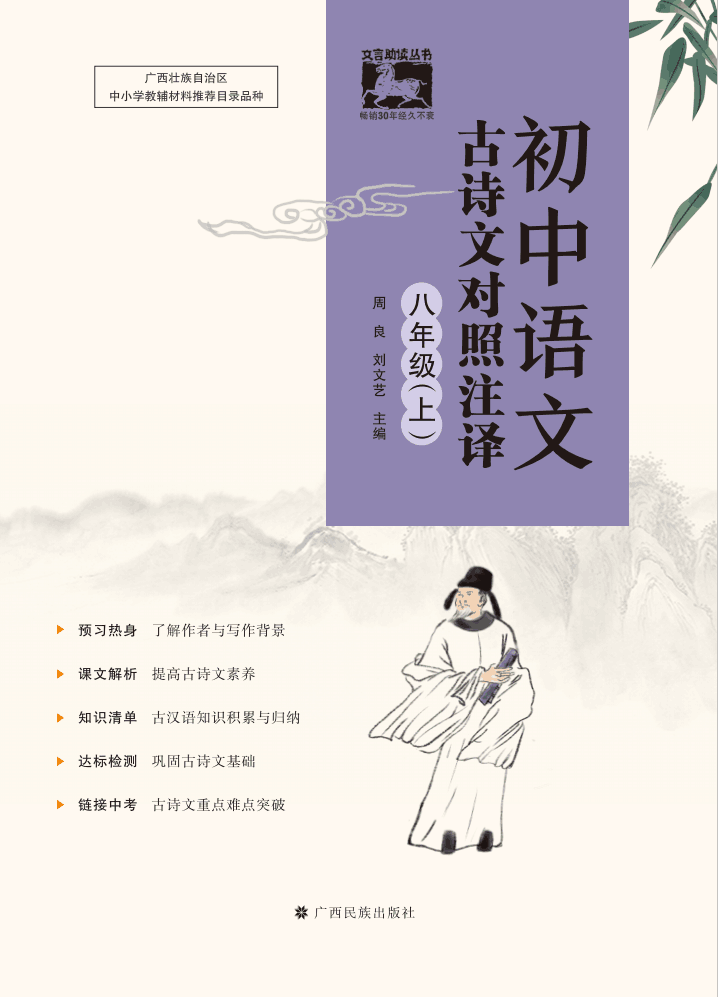 广西壮族自治区
中小学教辅材料推荐目录品种
文言助读丛书
畅销30年经久不衰
初中语文
古诗文对照注译
八年级(上)
周良 刘文艺 主编
预习热身 了解作者与写作背景
课文解析 提高古诗文素养
知识清单 古汉语知识积累与归纳
达标检测 巩固古诗文基础
链接中考 古诗文重点难点突破
广西民族出版社